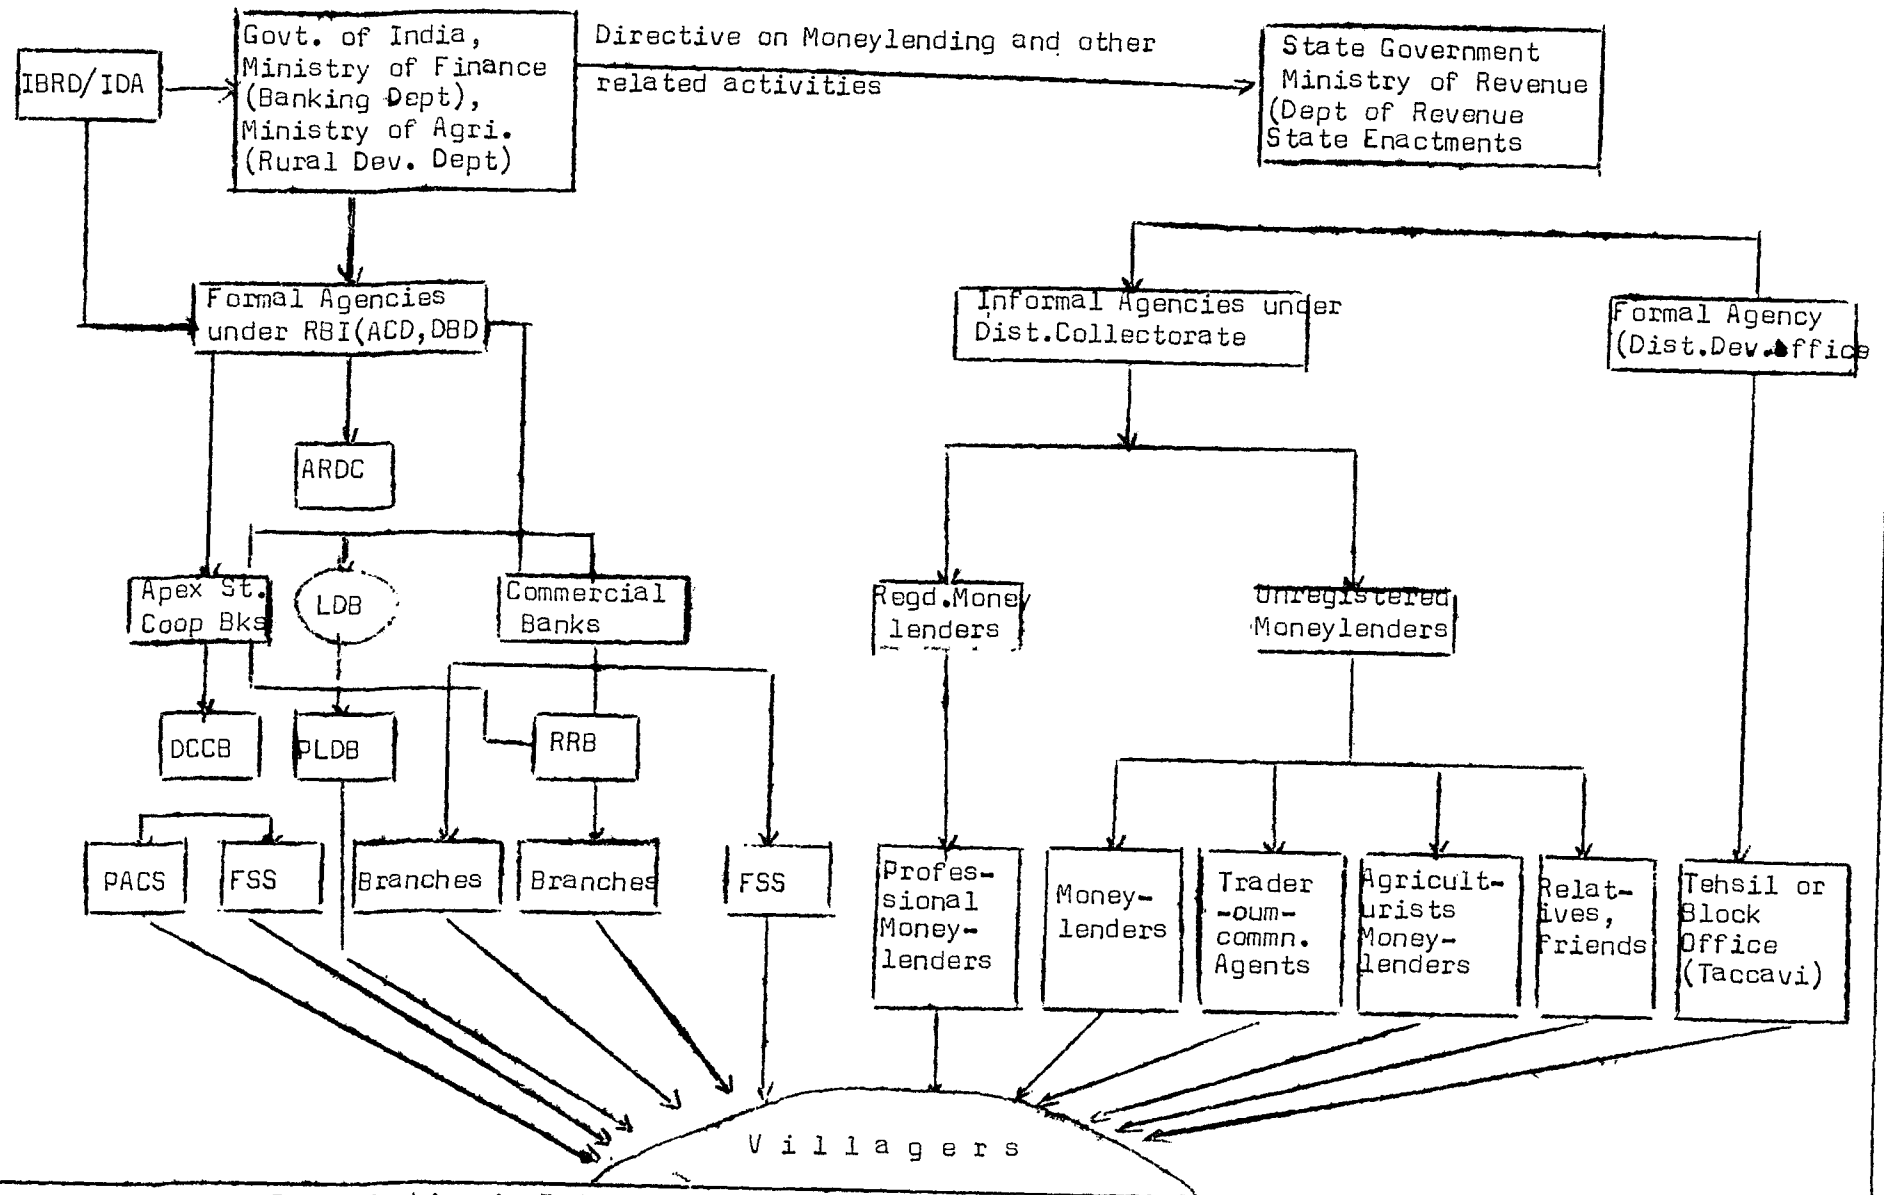 IBRD/IDA
Govt. of India,
Ministry of Finance
(Banking Dept),
Ministry of Agri.
(Rural Dev. Dept)
Directive on Moneylending and other
related activities
State Government
Ministry of Revenue
(Dept of Revenue
State Enactments
Formal Agencies
under RBI(ACD,DBD
Informal Agencies under
Dist.Collectorate
Formal Agency
(Dist.Dev.office
ARDC
Apex St.
Coop Bks
LDB
Commercial
Banks
Regd.Money
lenders
Unregistered
Moneylenders
DCCB
PLDB
RRB
PACS
FSS
Branches
Branches
FSS
Profes-
sional
Money-
lenders
Money-
lenders
Trader
-oum-
commn.
Agents
Agricult-
urists
Money-
lenders
Relat-
ives,
friends
Tehsil or
Block
Office
(Taccavi)
Villagers